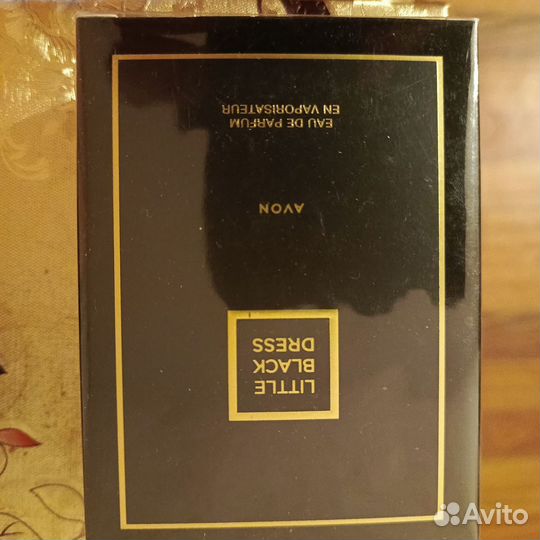 LITTLE
BLACK
DRESS
AVON
EAU DE PARFUM
EN VAPORISATEUR
Avito